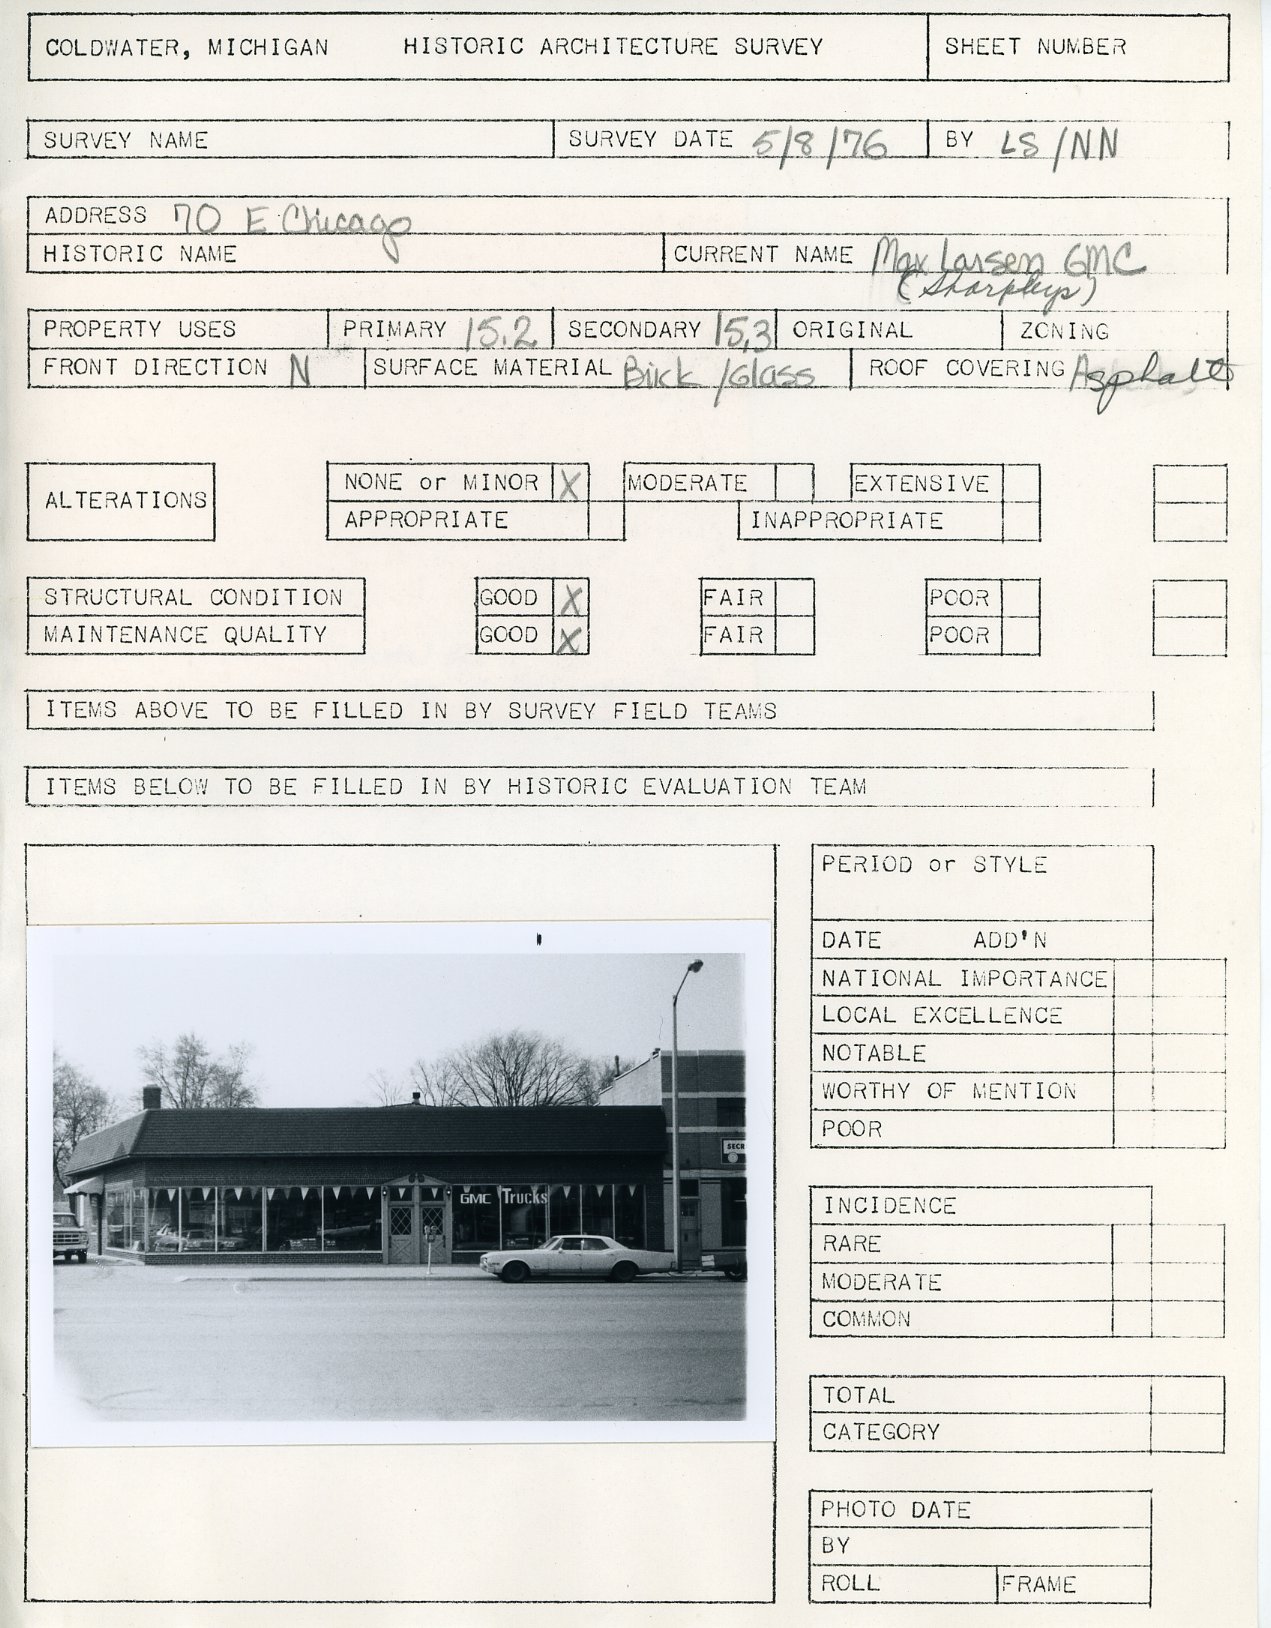 COLDWATER, MICHIGAN HISTORIC ARCHITECTURE SURVEY SHEET NUMBER
SURVEY NAME SURVEY DATE 5/8/76 BY LS/NN
ADDRESS 70 E Chicago
HISTORIC NAME CURRENT NAME Max Larsen GMC
(Sharpleys)
PROPERTY USES PRIMARY 15.2 SECONDARY 15.3 ORIGINAL ZONING
FRONT DIRECTION N SURFACE MATERIAL Brick/Glass ROOF COVERING Asphalt
ALTERATIONS NONE or MINOR X MODERATE EXTENSIVE
APPROPRIATE INAPPROPRIATE
STRUCTURAL CONDITION GOOD X FAIR POOR
MAINTENANCE QUALITY GOOD X FAIR POOR
ITEMS ABOVE TO BE FILLED IN BY SURVEY FIELD TEAMS
ITEMS BELOW TO BE FILLED IN BY HISTORIC EVALUATION TEAM
PERIOD or STYLE
DATE ADD'N
NATIONAL IMPORTANCE
LOCAL EXCELLENCE
NOTABLE
WORTHY OF MENTION
POOR
SECR
GMC Trucks
INCIDENCE
RARE
MODERATE
COMMON
TOTAL
CATEGORY
PHOTO DATE
BY
ROLL FRAME